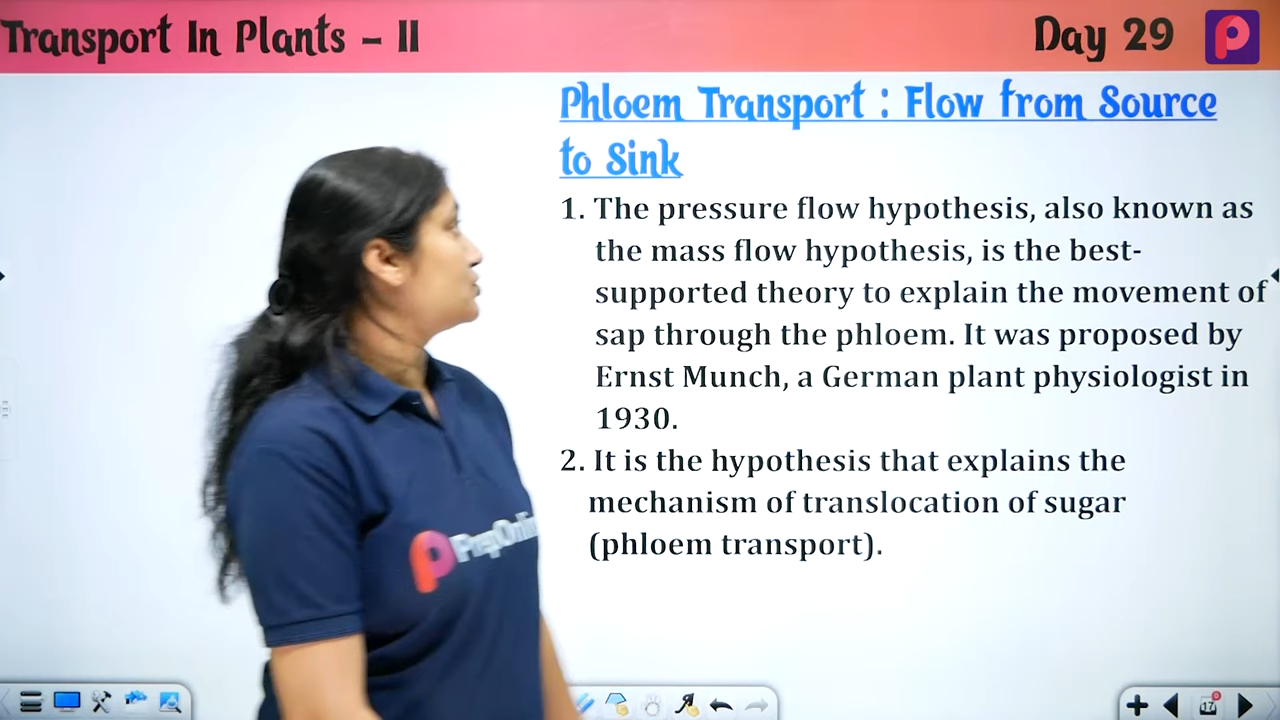 Transport In Plants – II
Day 29
Phloem Transport : Flow from Source
to Sink
1. The pressure flow hypothesis, also known as
the mass flow hypothesis, is the best-
supported theory to explain the movement of
sap through the phloem. It was proposed by
Ernst Munch, a German plant physiologist in
1930.
2. It is the hypothesis that explains the
mechanism of translocation of sugar
(phloem transport).
PrepOnlin
17